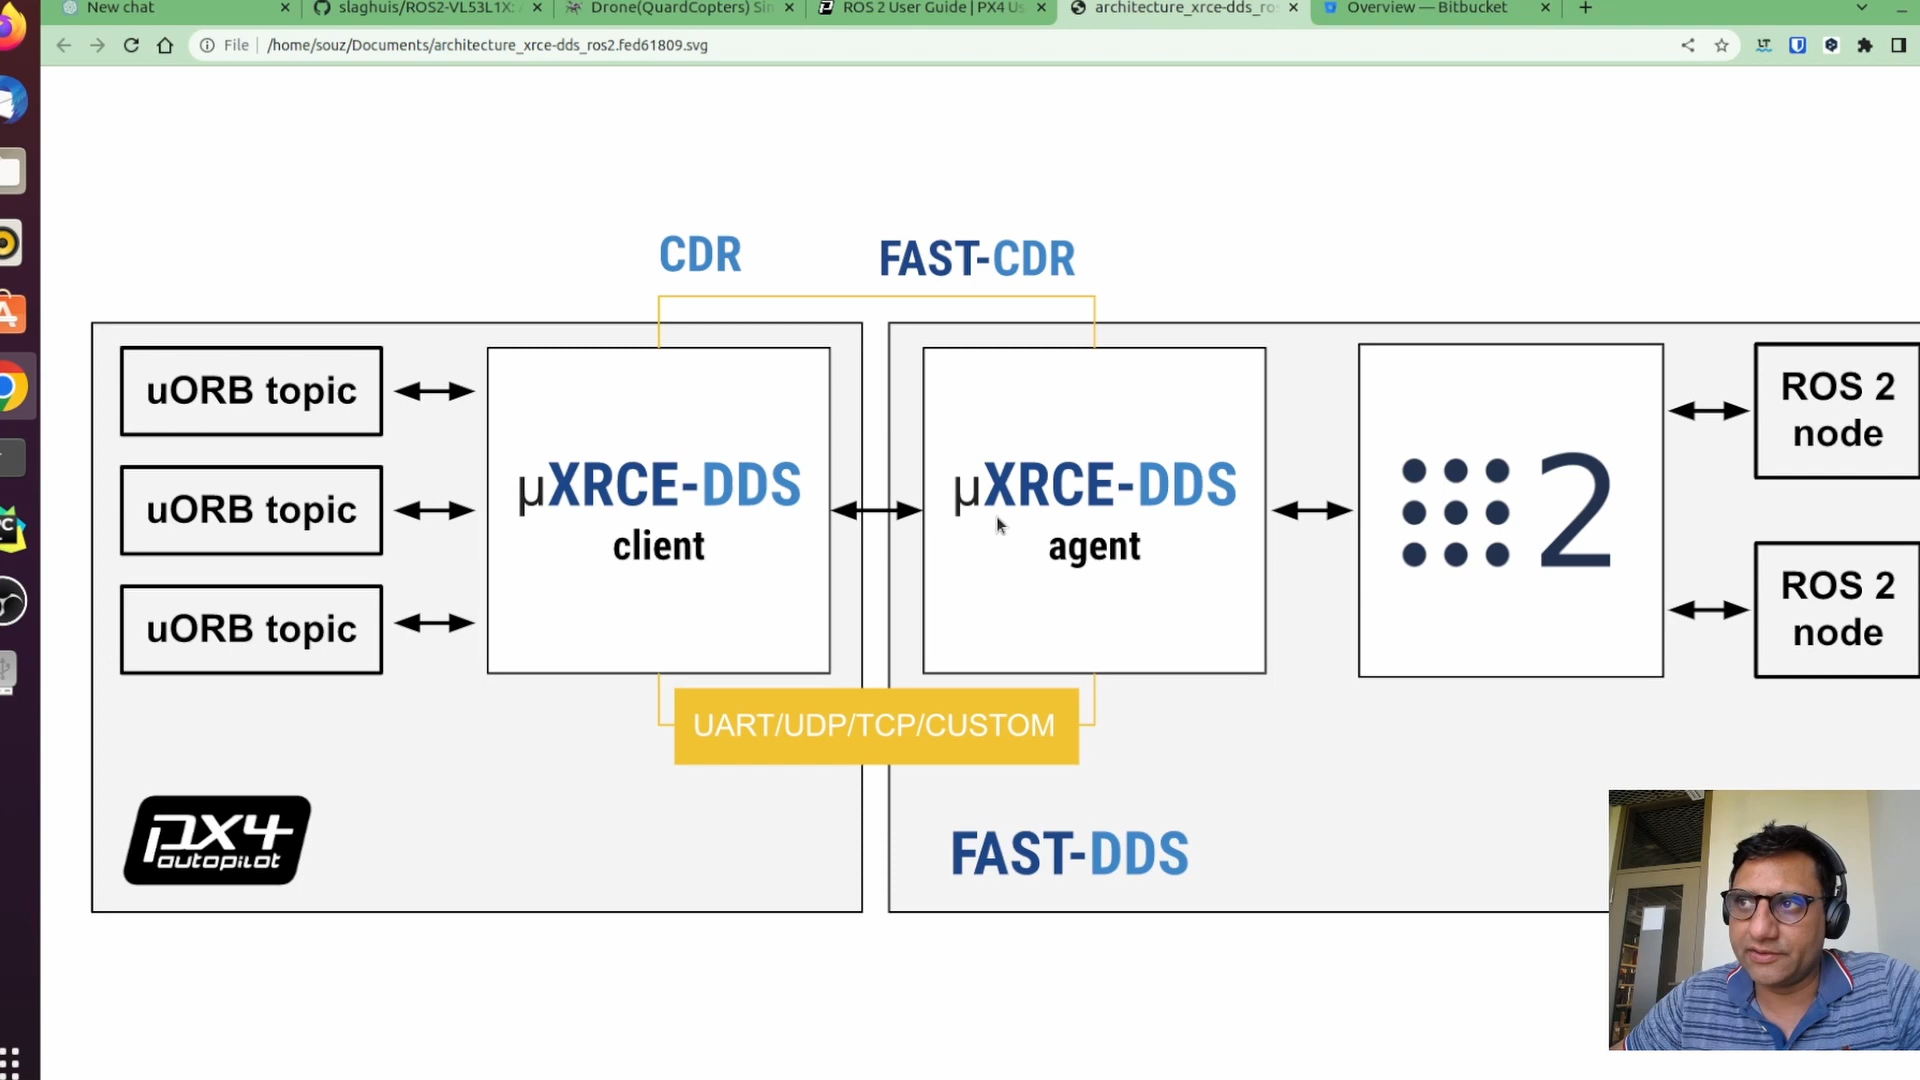 New chat
slaghuis/ROS2-VL53L1X:
Drone(QuardCopters) Sim
ROS 2 User Guide | PX4 Us
architecture_xrce-dds_ros
Overview — Bitbucket
File
/home/souz/Documents/architecture_xrce-dds_ros2.fed61809.svg
CDR
FAST-CDR
uORB topic
uORB topic
uORB topic
µXRCE-DDS
client
µXRCE-DDS
agent
2
ROS 2
node
ROS 2
node
UART/UDP/TCP/CUSTOM
px4
autopilot
FAST-DDS